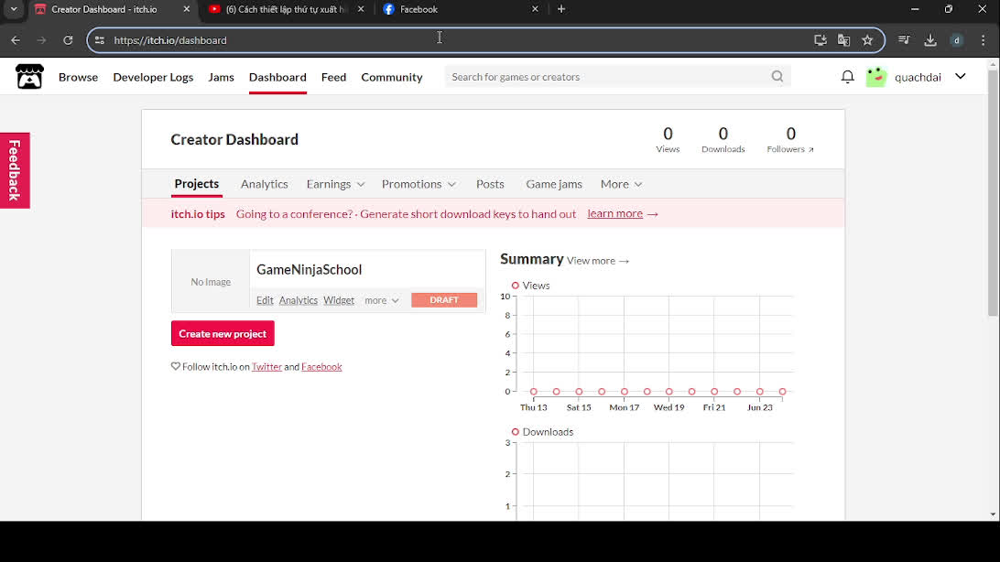 Creator Dashboard - itch.io
(6) Cách thiết lập thứ tự xuất hi
Facebook
https://itch.io/dashboard
d
Browse Developer Logs Jams Dashboard Feed Community Search for games or creators quachdai
Feedback
Creator Dashboard
0 0 0
Views Downloads Followers ↗
Projects Analytics Earnings Promotions Posts Game jams More
itch.io tips Going to a conference? · Generate short download keys to hand out learn more →
No Image
GameNinjaSchool
Edit Analytics Widget more DRAFT
Create new project
Follow itch.io on Twitter and Facebook
Summary View more →
Views
10
8
6
4
2
0
Thu 13 Sat 15 Mon 17 Wed 19 Fri 21 Jun 23
Downloads
3
2
1